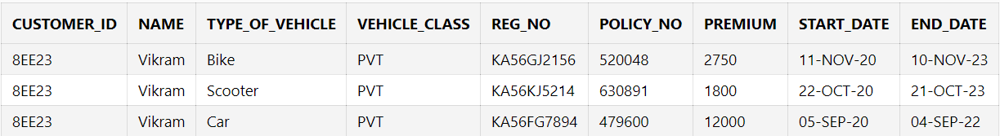 CUSTOMER_ID NAME TYPE_OF_VEHICLE VEHICLE_CLASS REG_NO POLICY_NO PREMIUM START_DATE END_DATE
8EE23 Vikram Bike PVT KA56GJ2156 520048 2750 11-NOV-20 10-NOV-23
8EE23 Vikram Scooter PVT KA56KJ5214 630891 1800 22-OCT-20 21-OCT-23
8EE23 Vikram Car PVT KA56FG7894 479600 12000 05-SEP-20 04-SEP-22